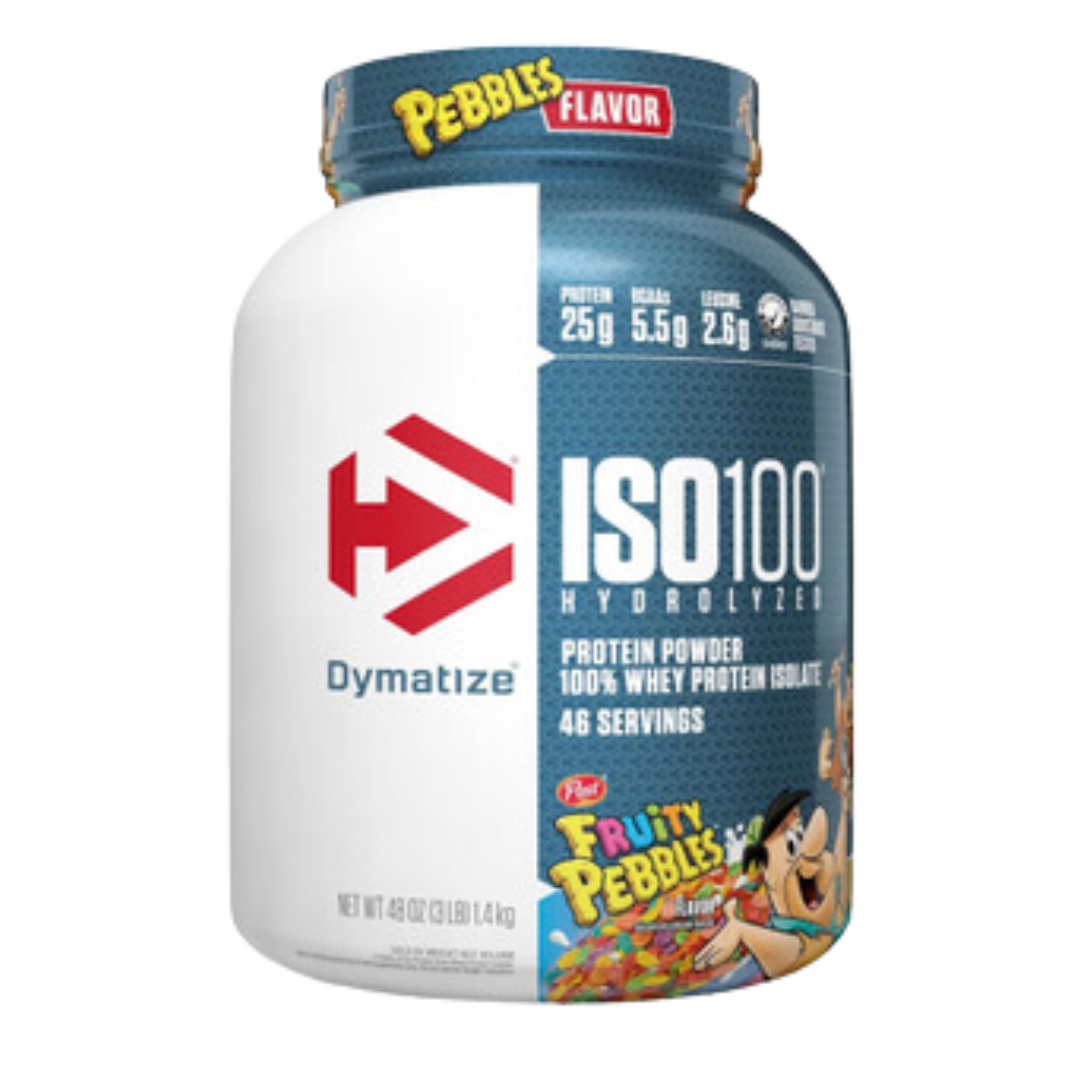 PEBBLES
FLAVOR
PROTEIN BCAAs LEUCINE
25g 5.5g 2.6g
ISO100
HYDROLYZED
PROTEIN POWDER
100% WHEY PROTEIN ISOLATE
46 SERVINGS
Dymatize®
Post
FRUiTY
PEBBLES
FLAVOR
NET WT 48 OZ (3 LB) 1.4 kg